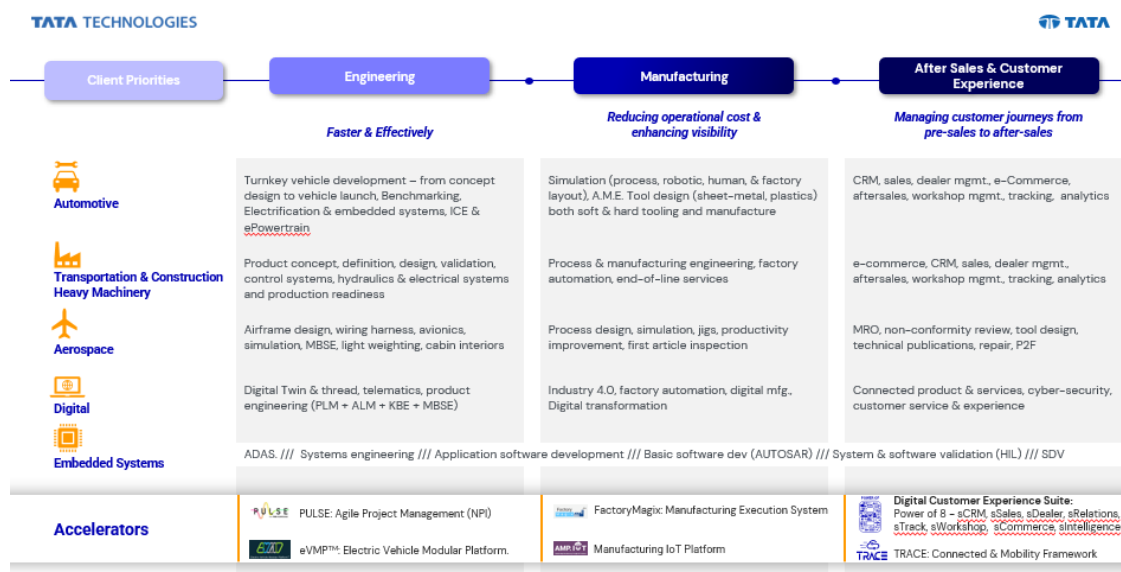 TATA TECHNOLOGIES
TATA
Client Priorities
Engineering
Manufacturing
After Sales & Customer
Experience
Faster & Effectively
Reducing operational cost &
enhancing visibility
Managing customer journeys from
pre-sales to after-sales
Automotive
Turnkey vehicle development – from concept
design to vehicle launch, Benchmarking,
Electrification & embedded systems, ICE &
ePowertrain
Simulation (process, robotic, human, & factory
layout), A.M.E. Tool design (sheet-metal, plastics)
both soft & hard tooling and manufacture
CRM, sales, dealer mgmt., e-Commerce,
aftersales, workshop mgmt., tracking, analytics
Transportation & Construction
Heavy Machinery
Product concept, definition, design, validation,
control systems, hydraulics & electrical systems
and production readiness
Process & manufacturing engineering, factory
automation, end-of-line services
e-commerce, CRM, sales, dealer mgmt.,
aftersales, workshop mgmt., tracking, analytics
Aerospace
Airframe design, wiring harness, avionics,
simulation, MBSE, light weighting, cabin interiors
Process design, simulation, jigs, productivity
improvement, first article inspection
MRO, non-conformity review, tool design,
technical publications, repair, P2F
Digital
Digital Twin & thread, telematics, product
engineering (PLM + ALM + KBE + MBSE)
Industry 4.0, factory automation, digital mfg.,
Digital transformation
Connected product & services, cyber-security,
customer service & experience
Embedded Systems
ADAS. /// Systems engineering /// Application software development /// Basic software dev (AUTOSAR) /// System & software validation (HIL) /// SDV
Accelerators
PULSE
PULSE: Agile Project Management (NPI)
eVMP™: Electric Vehicle Modular Platform.
FactoryMagix: Manufacturing Execution System
AMP.IoT
Manufacturing IoT Platform
Digital Customer Experience Suite:
Power of 8 – sCRM, sSales, sDealer, sRelations,
sTrack, sWorkshop, sCommerce, sIntelligence
TRACE
TRACE: Connected & Mobility Framework